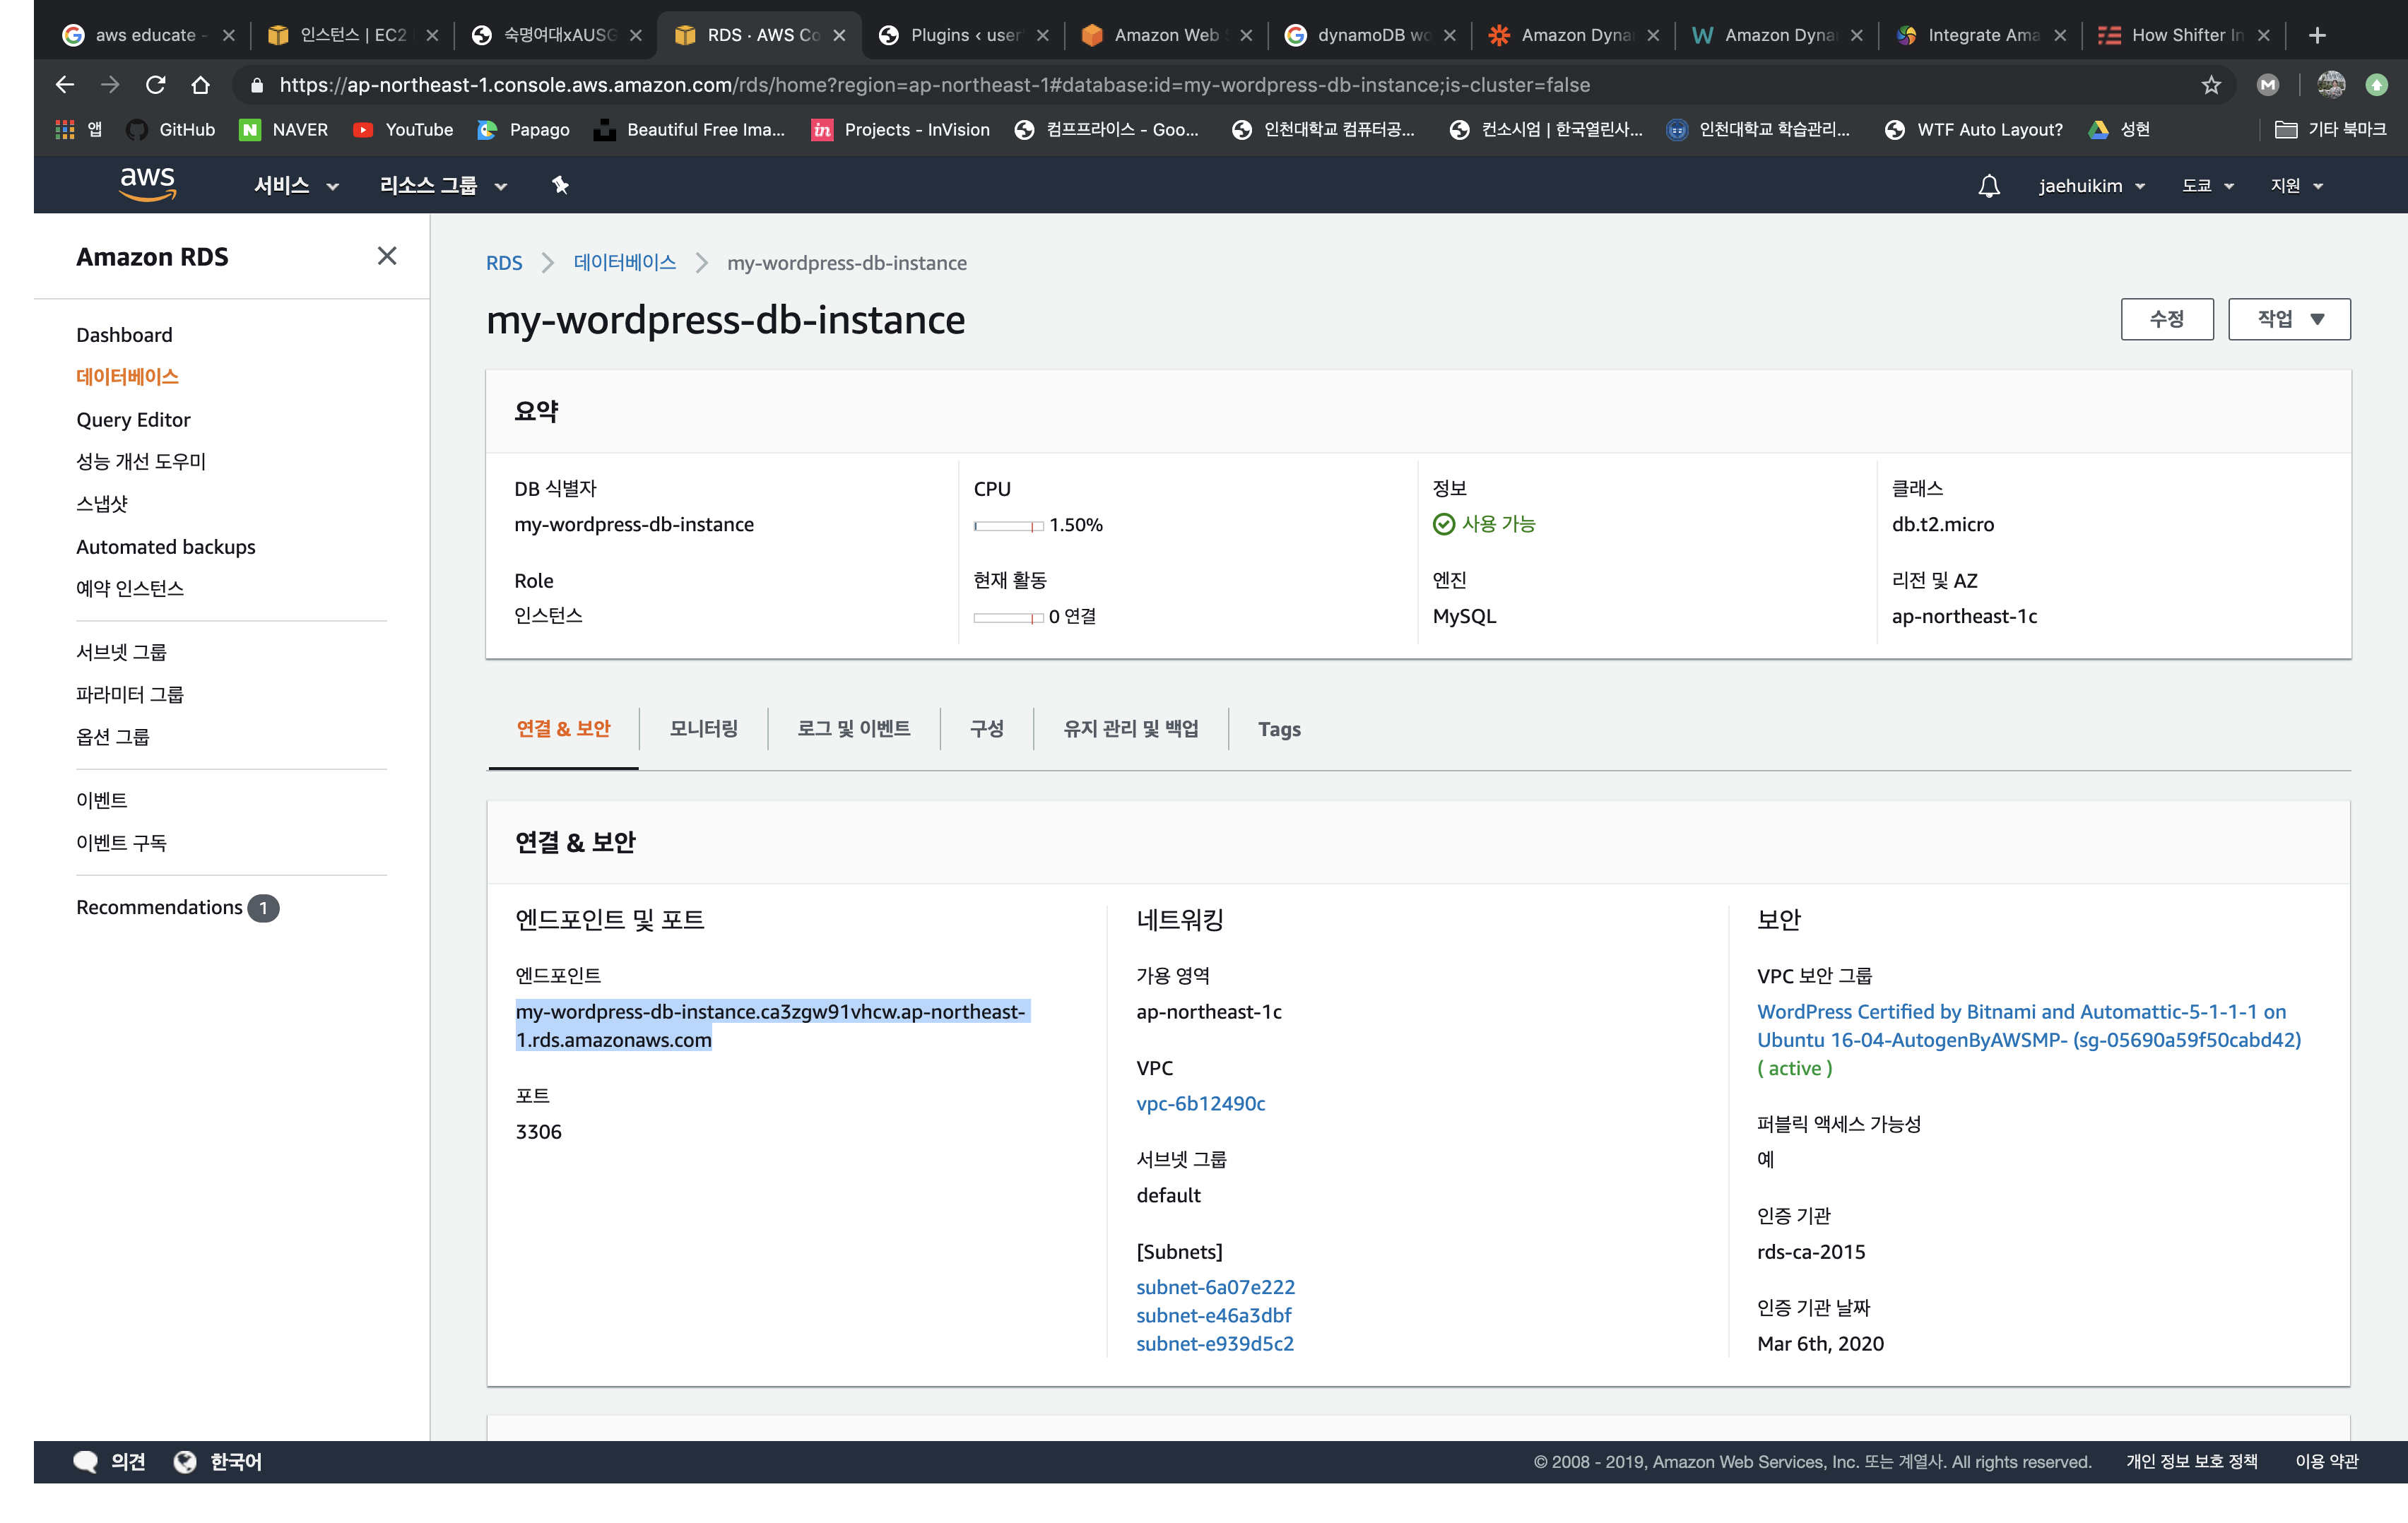 aws educate -
인스턴스 | EC2
숙명여대xAUSG
RDS · AWS Co
Plugins ‹ user
Amazon Web S
dynamoDB wo
Amazon Dyna
Amazon Dyna
Integrate Ama
How Shifter In
https://ap-northeast-1.console.aws.amazon.com/rds/home?region=ap-northeast-1#database:id=my-wordpress-db-instance;is-cluster=false
M
앱
GitHub
N NAVER
YouTube
Papago
Beautiful Free Ima...
in Projects - InVision
컴프프라이스 - Goo...
인천대학교 컴퓨터공...
컨소시엄 | 한국열린사...
인천대학교 학습관리...
WTF Auto Layout?
성현
기타 북마크
aws
서비스
리소스 그룹
jaehuikim
도쿄
지원
Amazon RDS
Dashboard
데이터베이스
Query Editor
성능 개선 도우미
스냅샷
Automated backups
예약 인스턴스
서브넷 그룹
파라미터 그룹
옵션 그룹
이벤트
이벤트 구독
Recommendations 1
RDS > 데이터베이스 > my-wordpress-db-instance
my-wordpress-db-instance
수정
작업
요약
DB 식별자
my-wordpress-db-instance
Role
인스턴스
CPU
1.50%
현재 활동
0 연결
정보
사용 가능
엔진
MySQL
클래스
db.t2.micro
리전 및 AZ
ap-northeast-1c
연결 & 보안
모니터링
로그 및 이벤트
구성
유지 관리 및 백업
Tags
연결 & 보안
엔드포인트 및 포트
엔드포인트
my-wordpress-db-instance.ca3zgw91vhcw.ap-northeast-
1.rds.amazonaws.com
포트
3306
네트워킹
가용 영역
ap-northeast-1c
VPC
vpc-6b12490c
서브넷 그룹
default
[Subnets]
subnet-6a07e222
subnet-e46a3dbf
subnet-e939d5c2
보안
VPC 보안 그룹
WordPress Certified by Bitnami and Automattic-5-1-1-1 on
Ubuntu 16-04-AutogenByAWSMP- (sg-05690a59f50cabd42)
( active )
퍼블릭 액세스 가능성
예
인증 기관
rds-ca-2015
인증 기관 날짜
Mar 6th, 2020
의견
한국어
© 2008 - 2019, Amazon Web Services, Inc. 또는 계열사. All rights reserved.
개인 정보 보호 정책
이용 약관